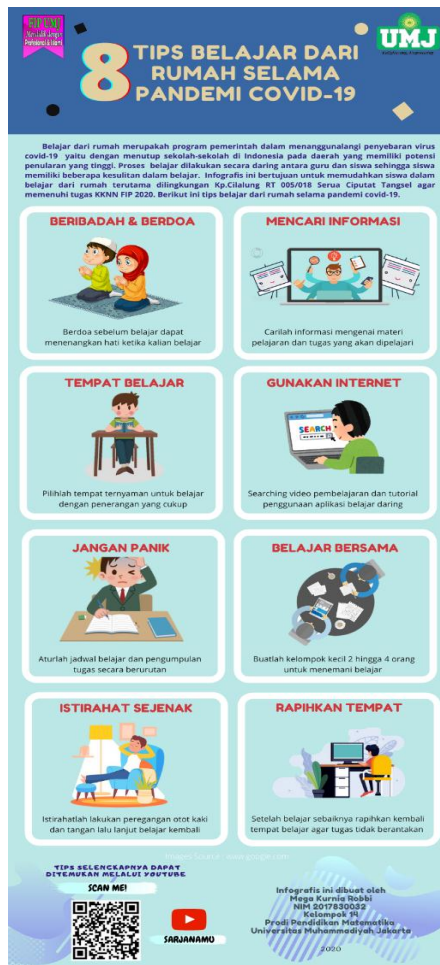 FIP UMJ
Profesional & Islami
UMJ
8 TIPS BELAJAR DARI
RUMAH SELAMA
PANDEMI COVID-19
Belajar dari rumah merupakah program pemerintah dalam menanggunalangi penyebaran virus
covid-19 yaitu dengan menutup sekolah-sekolah di Indonesia pada daerah yang memiliki potensi
penularan yang tinggi. Proses belajar dilakukan secara daring antara guru dan siswa sehingga siswa
memiliki beberapa kesulitan dalam belajar. Infografis ini bertujuan untuk memudahkan siswa dalam
belajar dari rumah terutama dilingkungan Kp.Cilalung RT 005/018 Serua Ciputat Tangsel agar
memenuhi tugas KKNN FIP 2020. Berikut ini tips belajar dari rumah selama pandemi covid-19.
BERIBADAH & BERDOA
Berdoa sebelum belajar dapat
menenangkan hati ketika kalian belajar
MENCARI INFORMASI
Carilah informasi mengenai materi
pelajaran dan tugas yang akan dipelajari
TEMPAT BELAJAR
Pilihlah tempat ternyaman untuk belajar
dengan penerangan yang cukup
GUNAKAN INTERNET
SEARCH
Searching video pembelajaran dan tutorial
penggunaan aplikasi belajar daring
JANGAN PANIK
Aturlah jadwal belajar dan pengumpulan
tugas secara berurutan
BELAJAR BERSAMA
Buatlah kelompok kecil 2 hingga 4 orang
untuk menemani belajar
ISTIRAHAT SEJENAK
Istirahatlah lakukan peregangan otot kaki
dan tangan lalu lanjut belajar kembali
RAPIHKAN TEMPAT
Setelah belajar sebaiknya rapihkan kembali
tempat belajar agar tugas tidak berantakan
TIPS SELENGKAPNYA DAPAT
DITEMUKAN MELALUI YOUTUBE
SCAN ME!
SARJANAMU
Infografis ini dibuat oleh
Mega Kurnia Robbi
NIM 2017830032
Kelompok 14
Prodi Pendidikan Matematika
Universitas Muhammadiyah Jakarta
2020